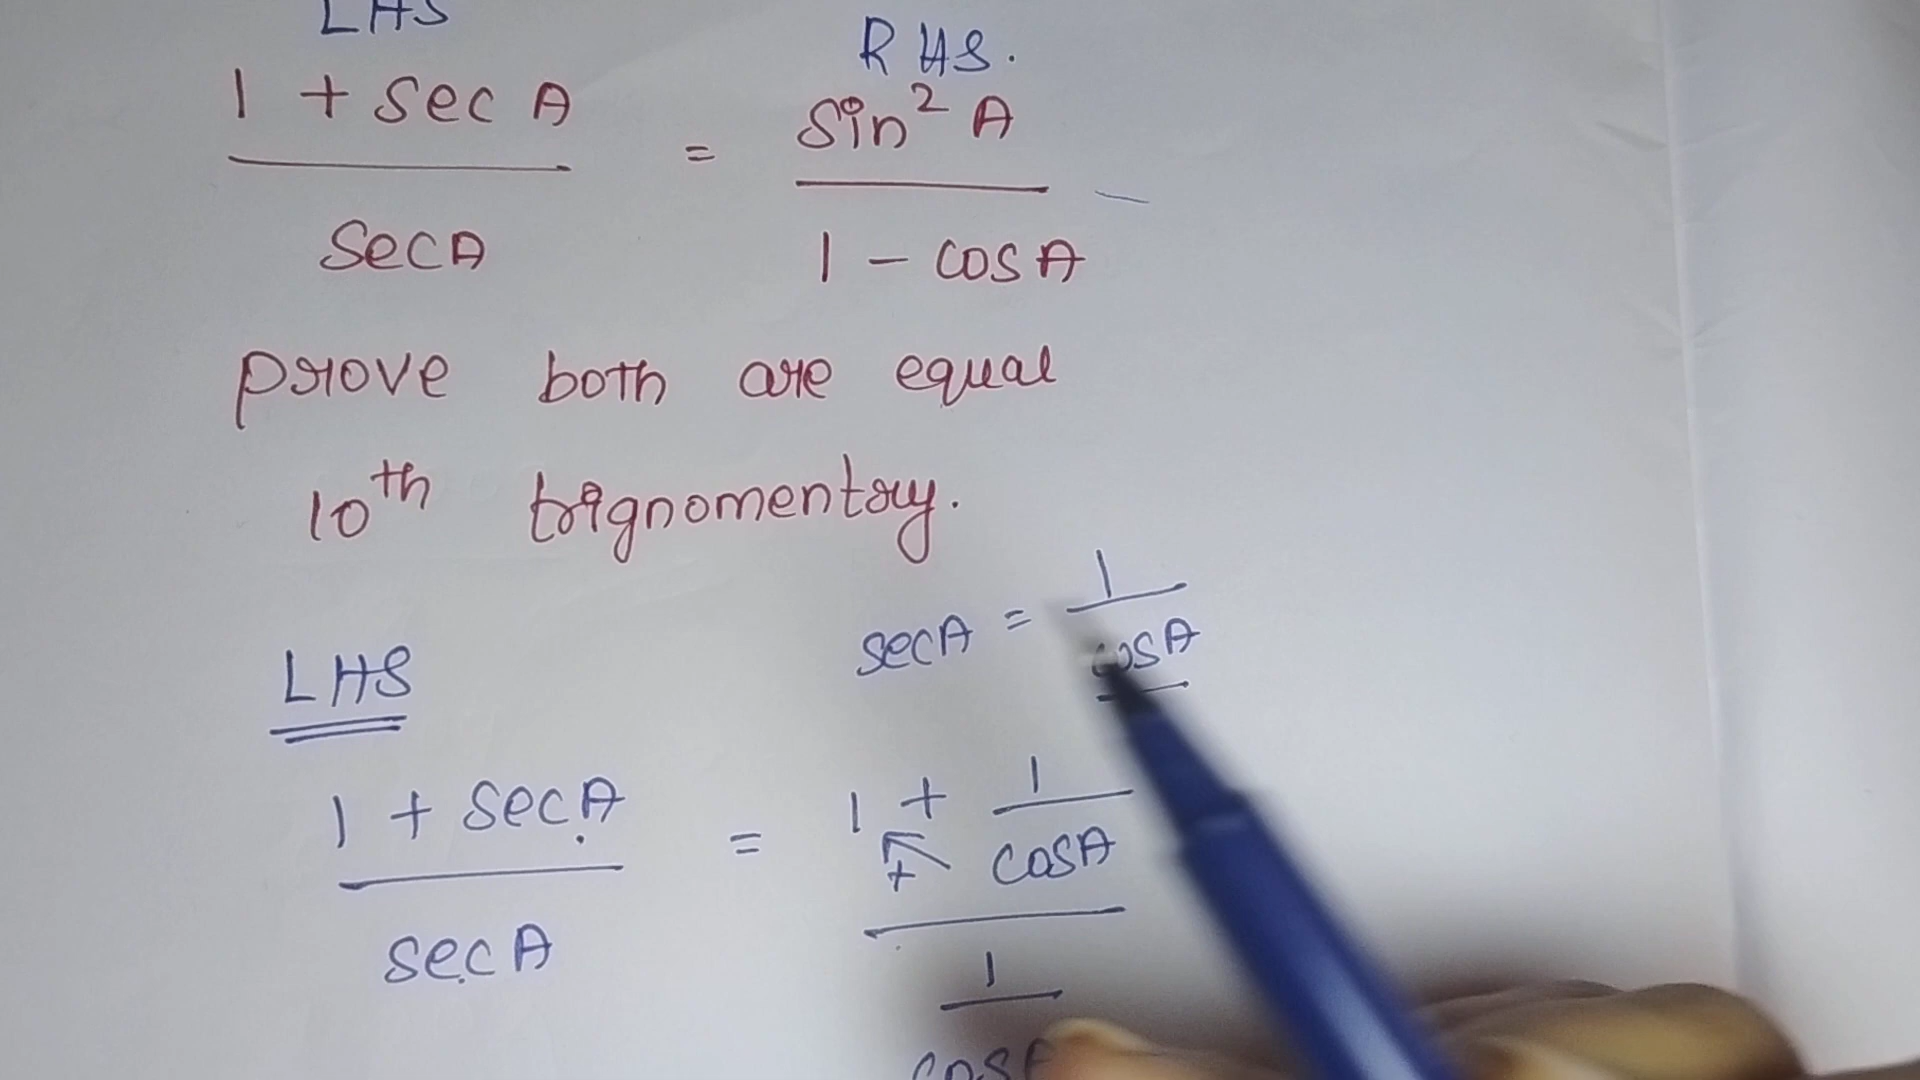 LHS RHS.
1 + sec A = sin² A
sec A 1 - cos A
prove both are equal
10th trignomentry.
sec A = 1
cos A
LHS
1 + sec A = 1 + 1
cos A
sec A 1
cos A